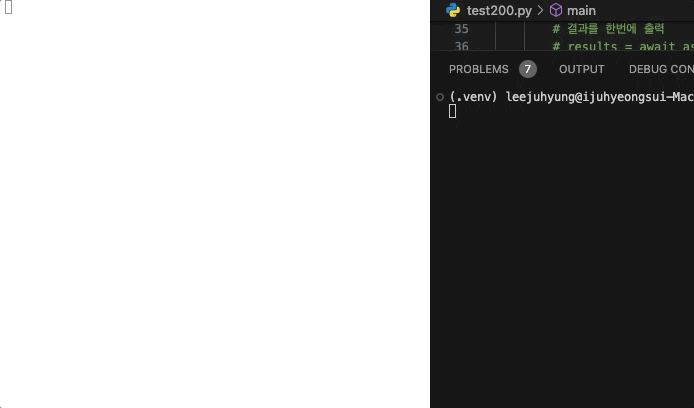 test200.py > main
35 # 결과를 한번에 출력
36 # results = await as
PROBLEMS 7 OUTPUT DEBUG CON
(.venv) leejuhyung@ijuhyeongsui-Mac